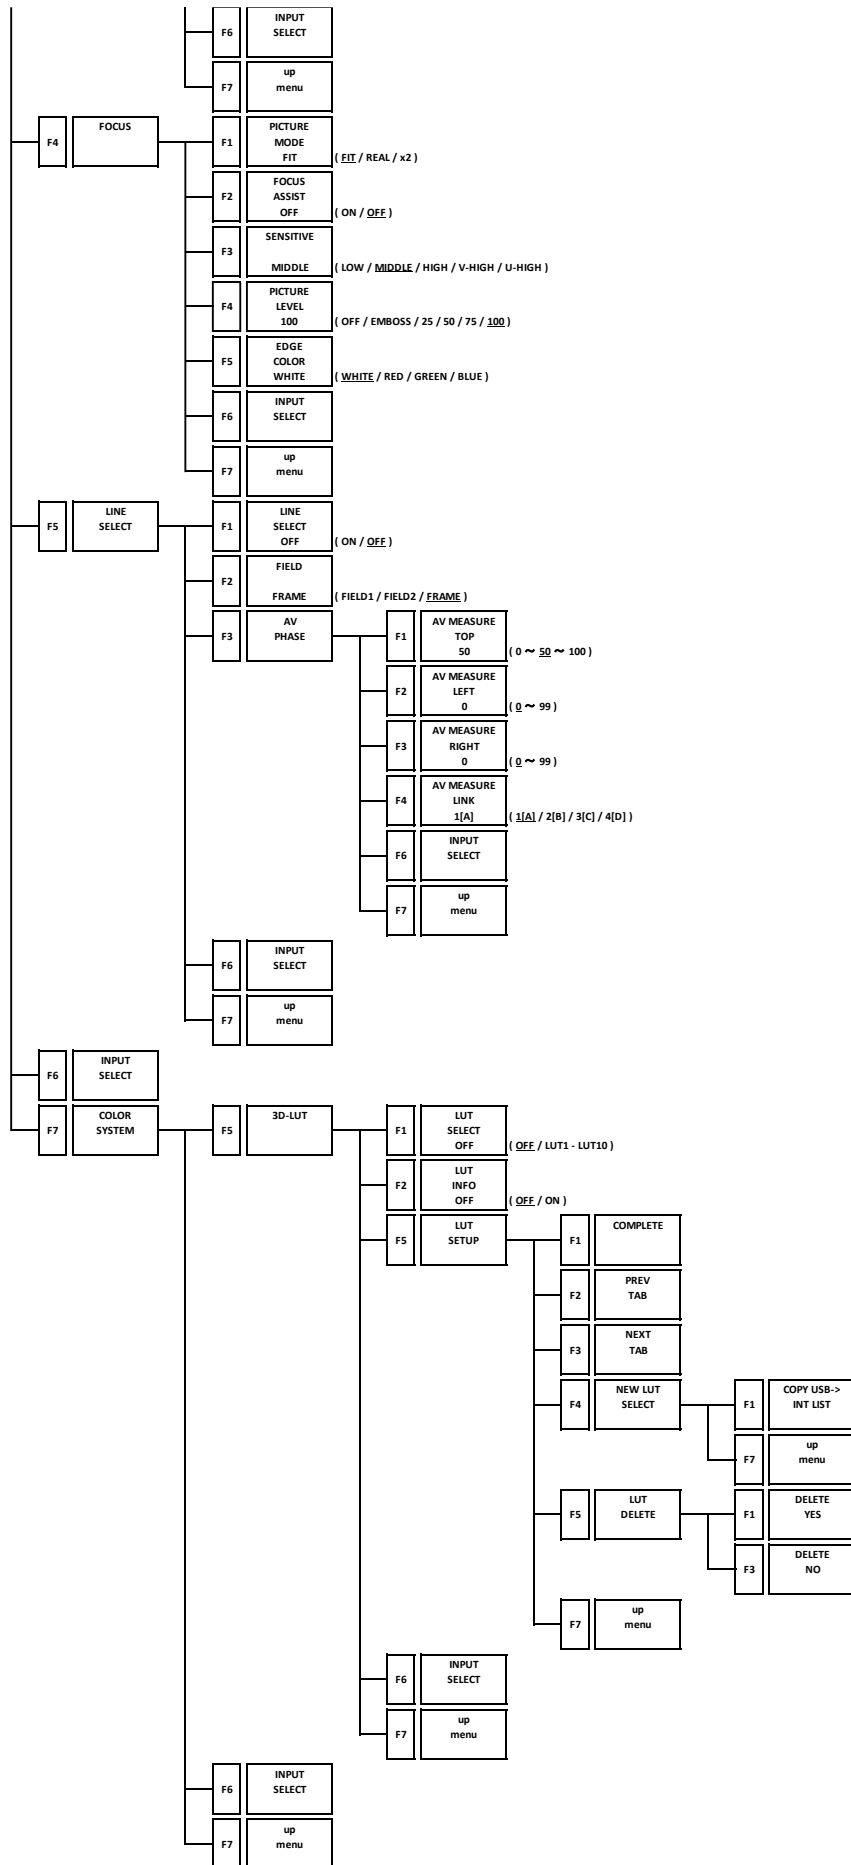 F6
INPUT
SELECT
F7
up
menu
F4
FOCUS
F1
PICTURE
MODE
FIT
( FIT / REAL / x2 )
F2
FOCUS
ASSIST
OFF
( ON / OFF )
F3
SENSITIVE
MIDDLE
( LOW / MIDDLE / HIGH / V-HIGH / U-HIGH )
F4
PICTURE
LEVEL
100
( OFF / EMBOSS / 25 / 50 / 75 / 100 )
F5
EDGE
COLOR
WHITE
( WHITE / RED / GREEN / BLUE )
F6
INPUT
SELECT
F7
up
menu
F5
LINE
SELECT
F1
LINE
SELECT
OFF
( ON / OFF )
F2
FIELD
FRAME
( FIELD1 / FIELD2 / FRAME )
F3
AV
PHASE
F1
AV MEASURE
TOP
50
( 0 ～ 50 ～ 100 )
F2
AV MEASURE
LEFT
0
( 0 ～ 99 )
F3
AV MEASURE
RIGHT
0
( 0 ～ 99 )
F4
AV MEASURE
LINK
1[A]
( 1[A] / 2[B] / 3[C] / 4[D] )
F6
INPUT
SELECT
F7
up
menu
F6
INPUT
SELECT
F7
up
menu
F6
INPUT
SELECT
F7
COLOR
SYSTEM
F5
3D-LUT
F1
LUT
SELECT
OFF
( OFF / LUT1 - LUT10 )
F2
LUT
INFO
OFF
( OFF / ON )
F5
LUT
SETUP
F1
COMPLETE
F2
PREV
TAB
F3
NEXT
TAB
F4
NEW LUT
SELECT
F1
COPY USB->
INT LIST
F7
up
menu
F5
LUT
DELETE
F1
DELETE
YES
F3
DELETE
NO
F7
up
menu
F6
INPUT
SELECT
F7
up
menu
F6
INPUT
SELECT
F7
up
menu